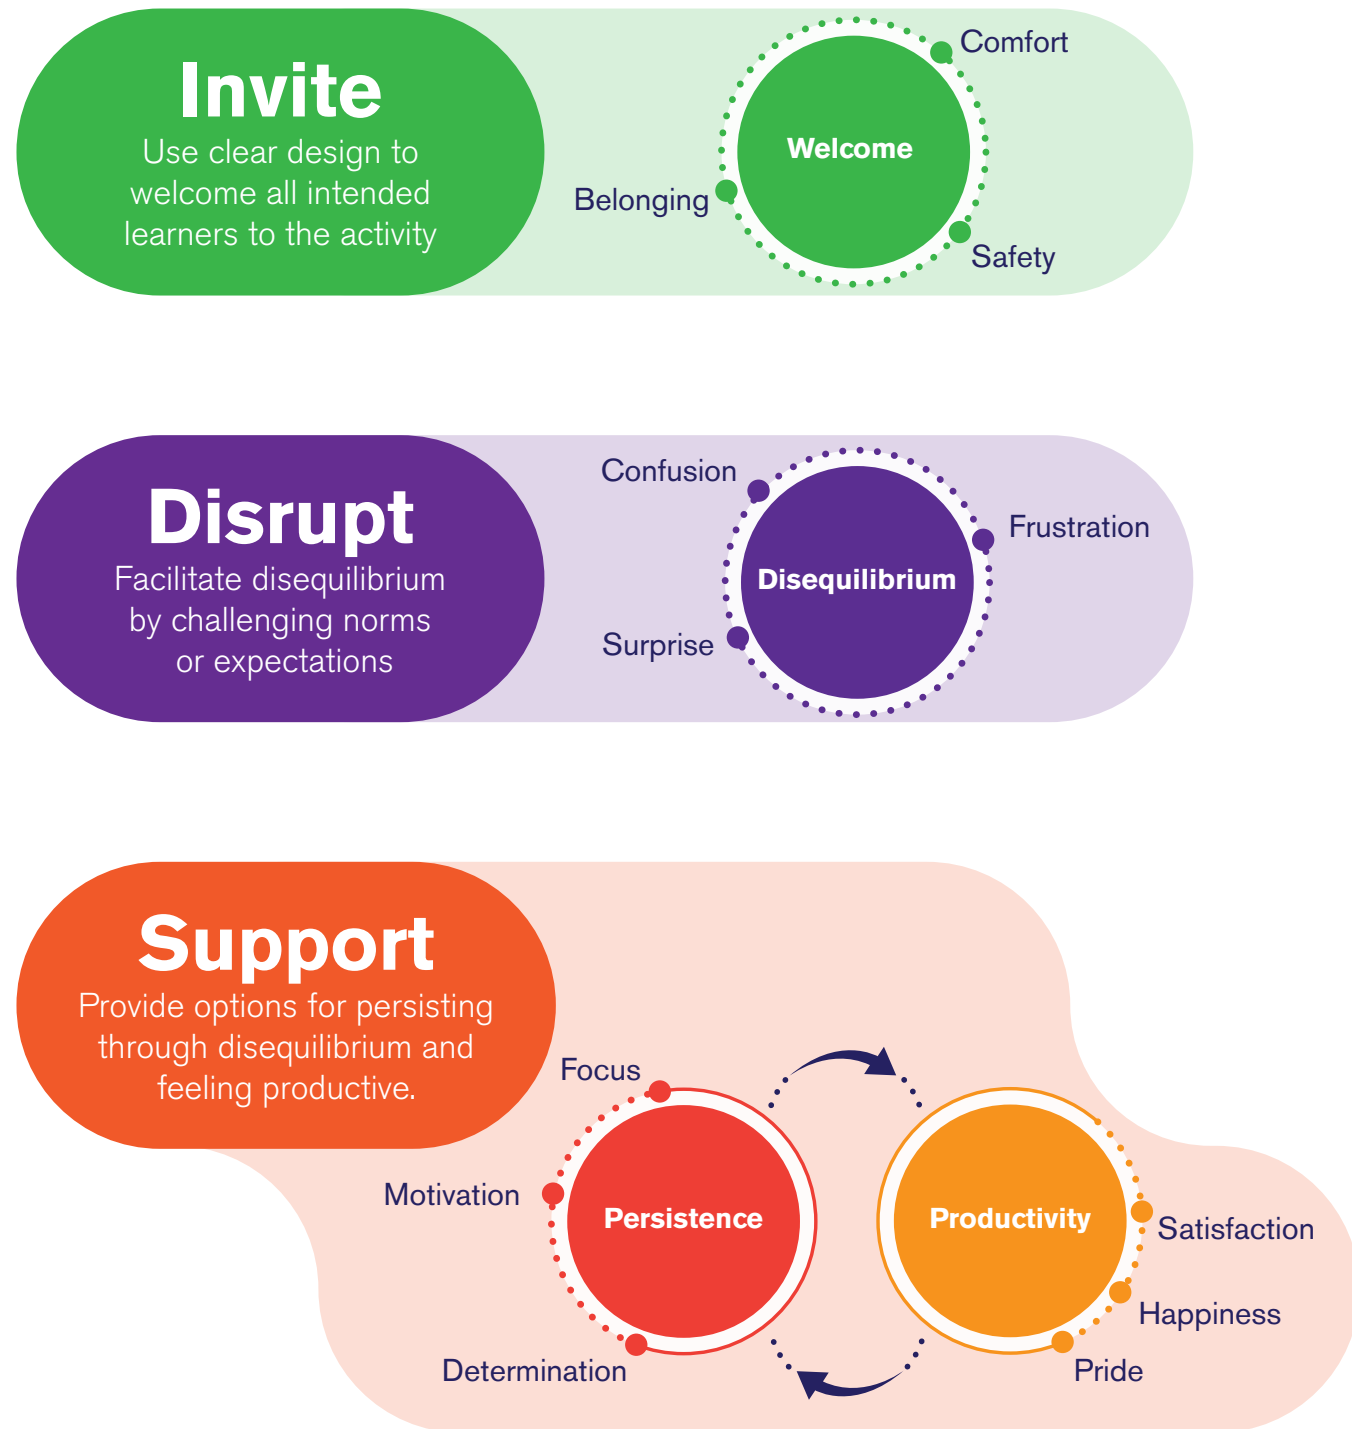 Invite
Use clear design to
welcome all intended
learners to the activity
Comfort
Welcome
Belonging
Safety
Disrupt
Facilitate disequilibrium
by challenging norms
or expectations
Confusion
Frustration
Disequilibrium
Surprise
Support
Provide options for persisting
through disequilibrium and
feeling productive.
Focus
Motivation
Persistence
Determination
Productivity
Satisfaction
Happiness
Pride